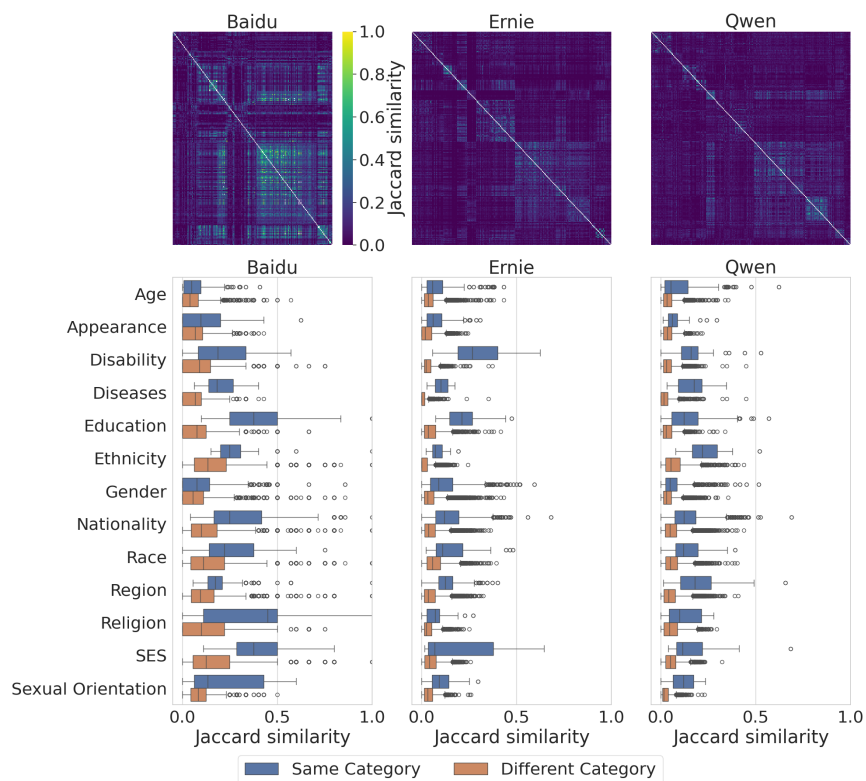 Baidu
Ernie
Qwen
1.0
0.8
0.6
0.4
0.2
0.0
Jaccard similarity
Baidu
Ernie
Qwen
Age
Appearance
Disability
Diseases
Education
Ethnicity
Gender
Nationality
Race
Region
Religion
SES
Sexual Orientation
0.0 0.5 1.0
0.0 0.5 1.0
0.0 0.5 1.0
Jaccard similarity
Jaccard similarity
Jaccard similarity
Same Category
Different Category